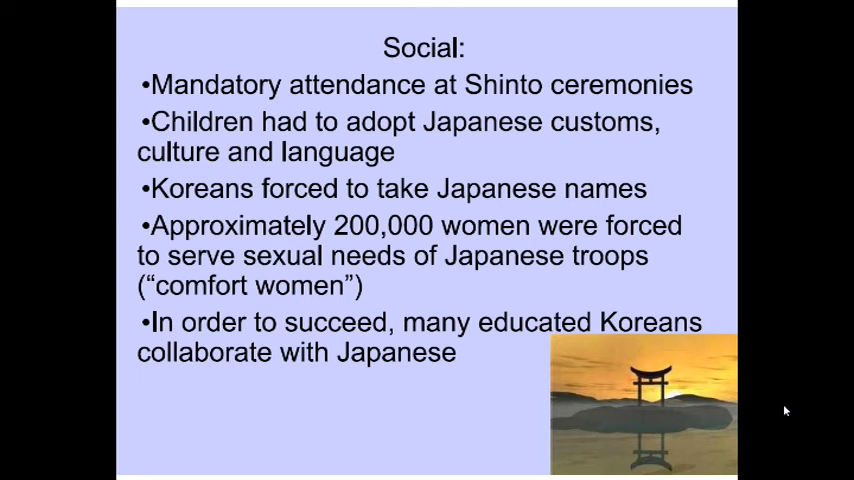 Social:
•Mandatory attendance at Shinto ceremonies
•Children had to adopt Japanese customs,
culture and language
•Koreans forced to take Japanese names
•Approximately 200,000 women were forced
to serve sexual needs of Japanese troops
(“comfort women”)
•In order to succeed, many educated Koreans
collaborate with Japanese